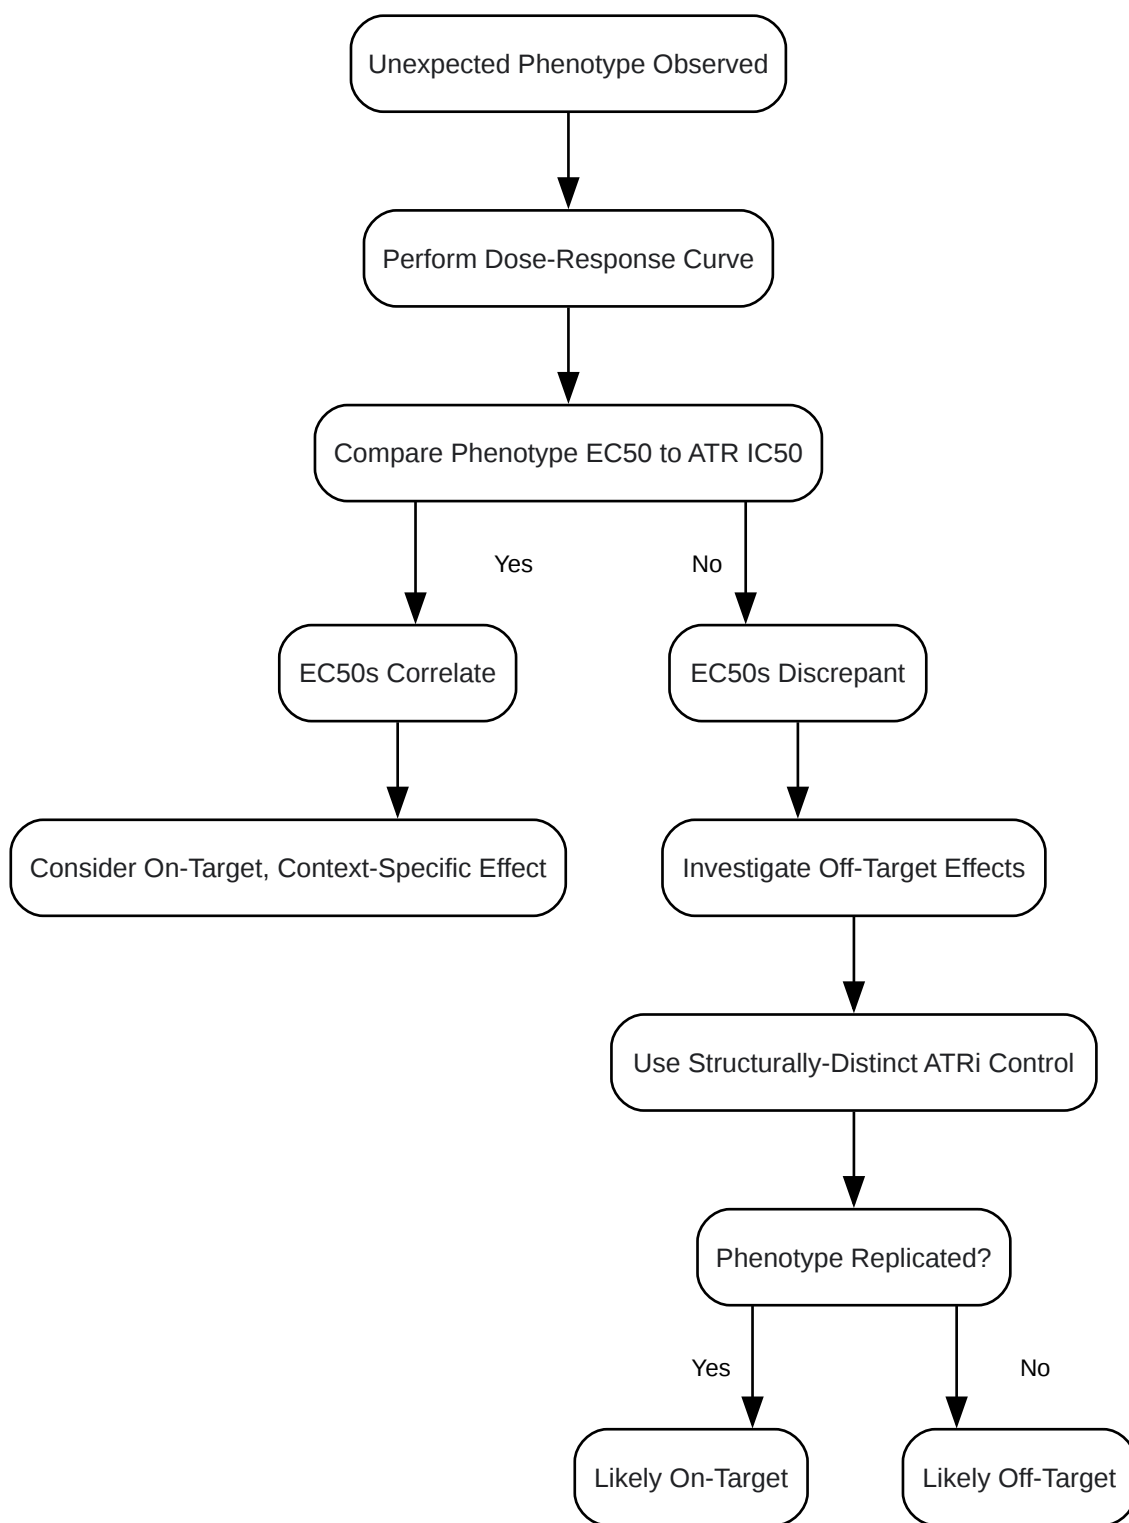 Unexpected Phenotype Observed
Perform Dose-Response Curve
Compare Phenotype EC50 to ATR IC50
Yes
No
EC50s Correlate
EC50s Discrepant
Consider On-Target, Context-Specific Effect
Investigate Off-Target Effects
Use Structurally-Distinct ATRi Control
Phenotype Replicated?
Yes
No
Likely On-Target
Likely Off-Target